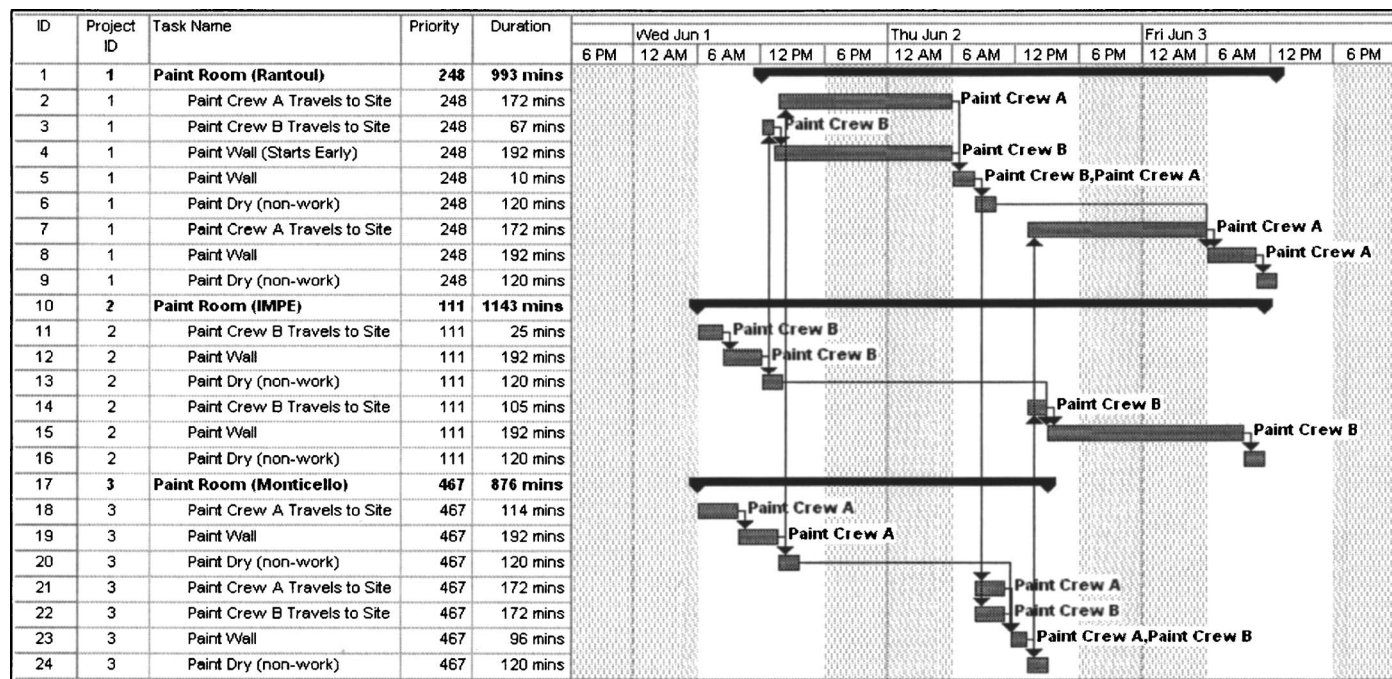 ID Project ID Task Name Priority Duration
Wed Jun 1 Thu Jun 2 Fri Jun 3
6 PM 12 AM 6 AM 12 PM 6 PM 12 AM 6 AM 12 PM 6 PM 12 AM 6 AM 12 PM 6 PM
1 1 Paint Room (Rantoul) 248 993 mins
2 1 Paint Crew A Travels to Site 248 172 mins Paint Crew A
3 1 Paint Crew B Travels to Site 248 67 mins Paint Crew B
4 1 Paint Wall (Starts Early) 248 192 mins Paint Crew B
5 1 Paint Wall 248 10 mins Paint Crew B,Paint Crew A
6 1 Paint Dry (non-work) 248 120 mins
7 1 Paint Crew A Travels to Site 248 172 mins Paint Crew A
8 1 Paint Wall 248 192 mins Paint Crew A
9 1 Paint Dry (non-work) 248 120 mins
10 2 Paint Room (IMPE) 111 1143 mins
11 2 Paint Crew B Travels to Site 111 25 mins Paint Crew B
12 2 Paint Wall 111 192 mins Paint Crew B
13 2 Paint Dry (non-work) 111 120 mins
14 2 Paint Crew B Travels to Site 111 105 mins Paint Crew B
15 2 Paint Wall 111 192 mins Paint Crew B
16 2 Paint Dry (non-work) 111 120 mins
17 3 Paint Room (Monticello) 467 876 mins
18 3 Paint Crew A Travels to Site 467 114 mins Paint Crew A
19 3 Paint Wall 467 192 mins Paint Crew A
20 3 Paint Dry (non-work) 467 120 mins
21 3 Paint Crew A Travels to Site 467 172 mins Paint Crew A
22 3 Paint Crew B Travels to Site 467 172 mins Paint Crew B
23 3 Paint Wall 467 96 mins Paint Crew A,Paint Crew B
24 3 Paint Dry (non-work) 467 120 mins